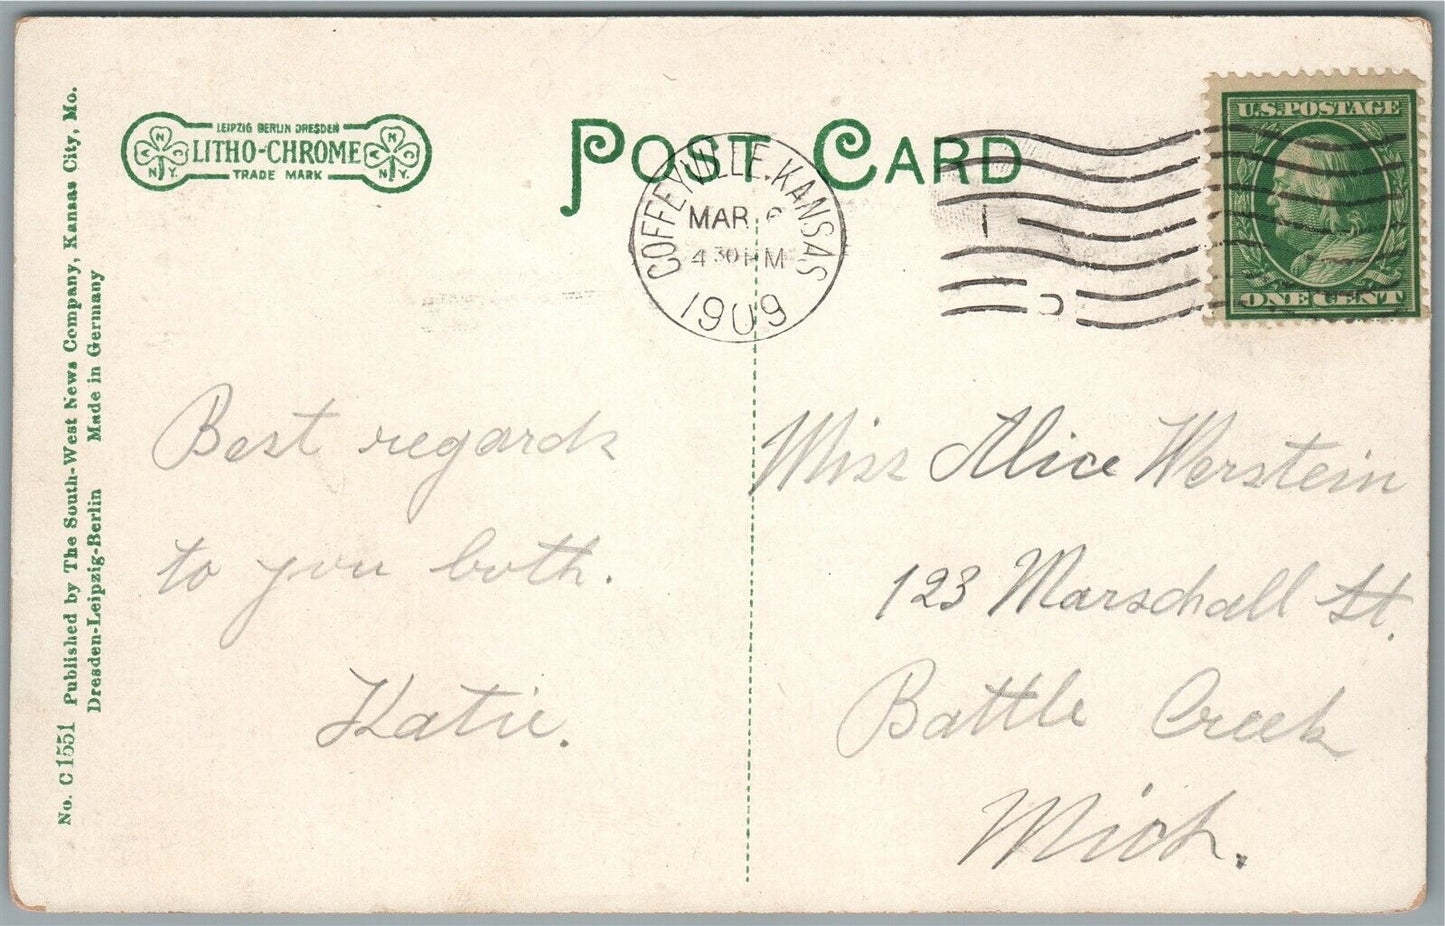 LEIPZIG BERLIN DRESDEN
LITHO-CHROME
TRADE MARK
A N C N.Y.
A N C N.Y.
POST CARD
COFFEYVILLE, KANSAS
MAR 6
4 30 PM
1909
1
U.S. POSTAGE
ONE CENT
No. C 1551 Published by The South-West News Company, Kansas City, Mo.
Dresden-Leipzig-Berlin Made in Germany
Best regards
to you both.
Katie.
Miss Alice Werstein
123 Marschall St.
Battle Creek
Mich.